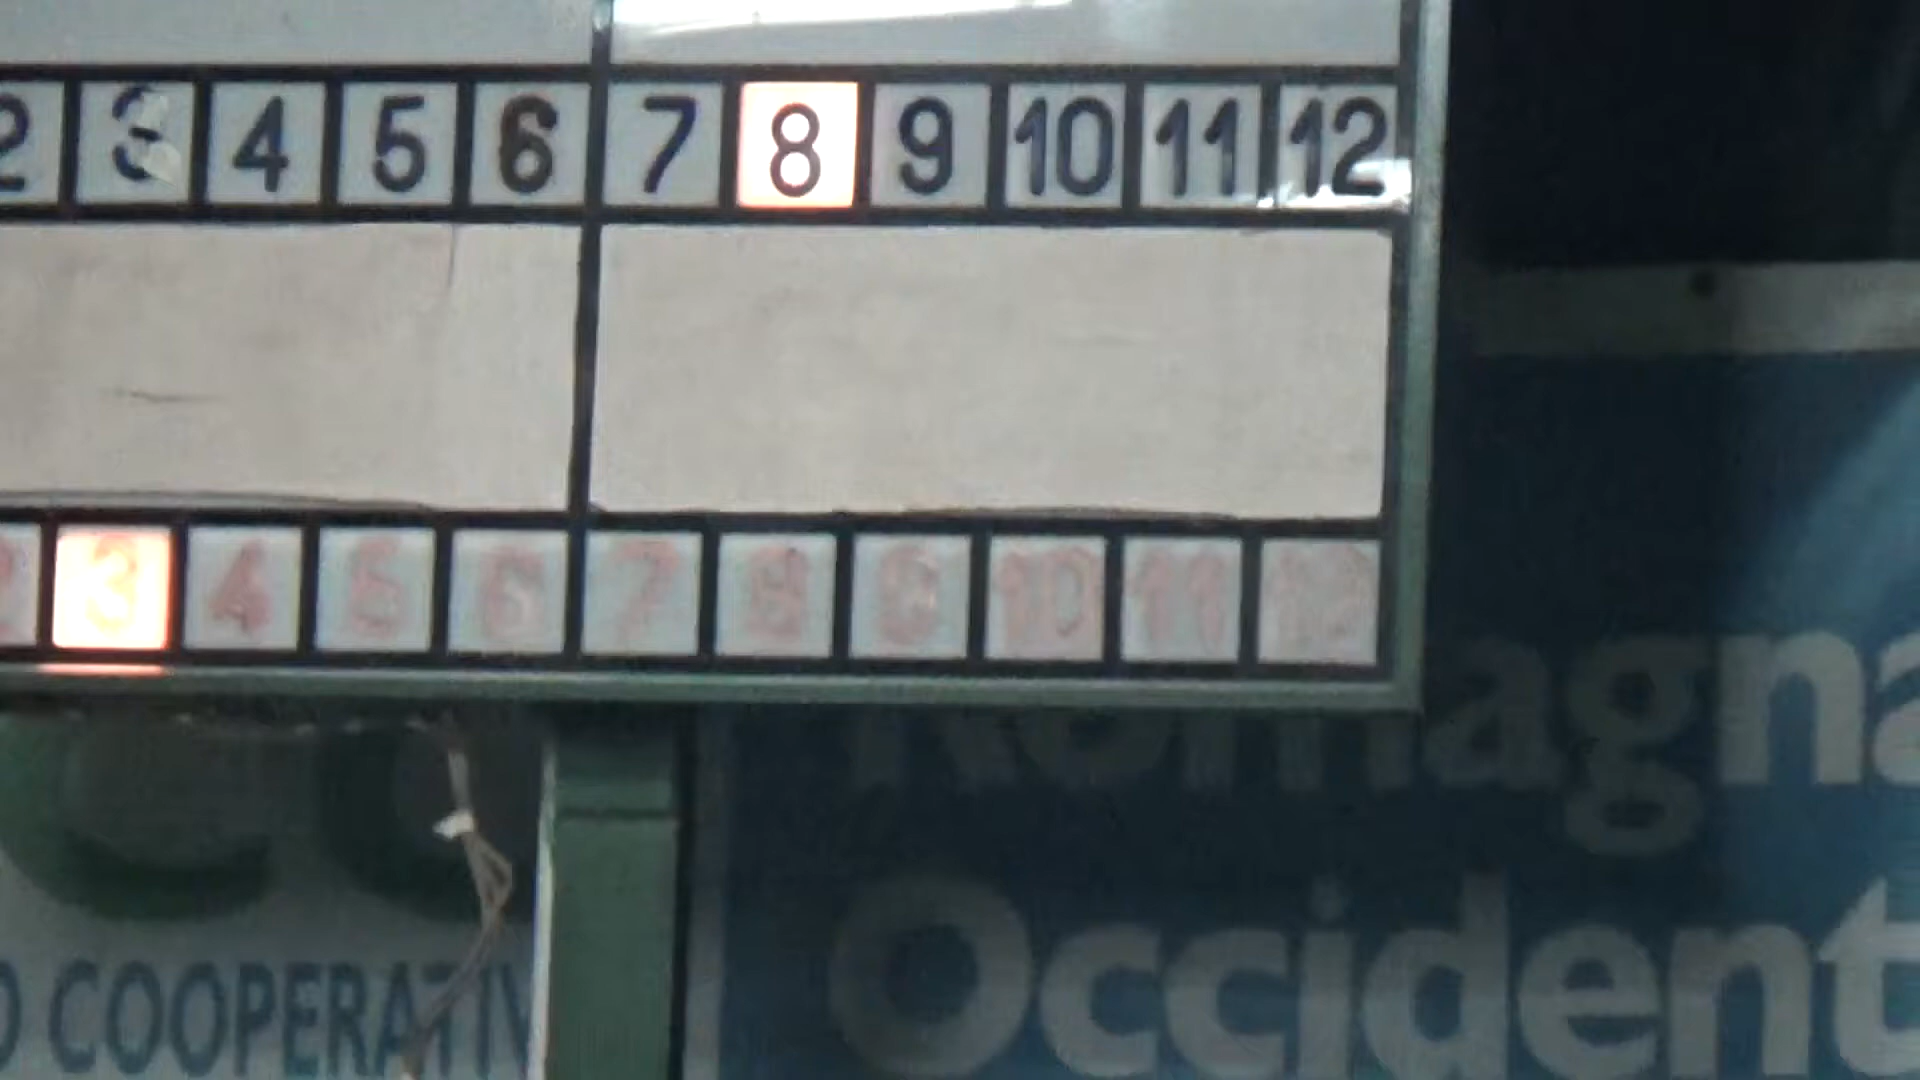 2 3 4 5 6 7 8 9 10 11 12
2 3 4 5 6 7 8 9 10 11 12
COOPERATIV
Romagna
Occident